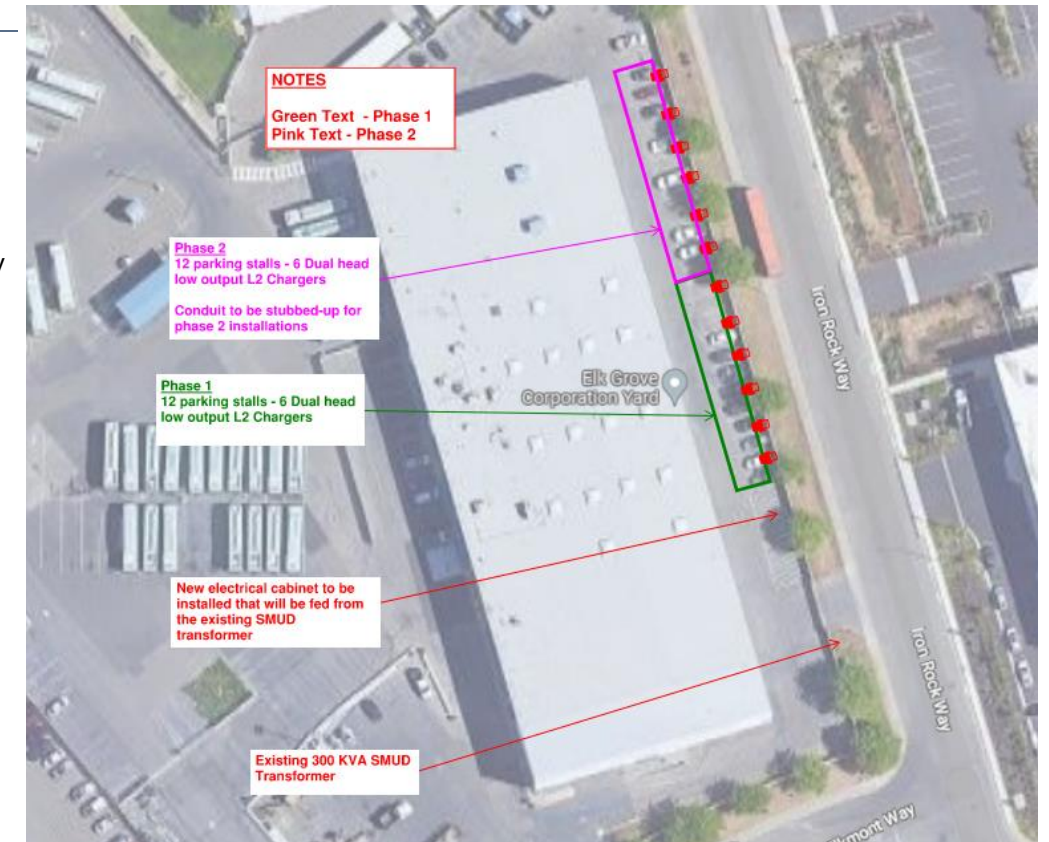 NOTES
Green Text - Phase 1
Pink Text - Phase 2
Phase 2
12 parking stalls - 6 Dual head
low output L2 Chargers
Conduit to be stubbed-up for
phase 2 installations
Iron Rock Way
Phase 1
12 parking stalls - 6 Dual head
low output L2 Chargers
Elk Grove
Corporation Yard
New electrical cabinet to be
installed that will be fed from
the existing SMUD
transformer
Iron Rock Way
Existing 300 KVA SMUD
Transformer
Way